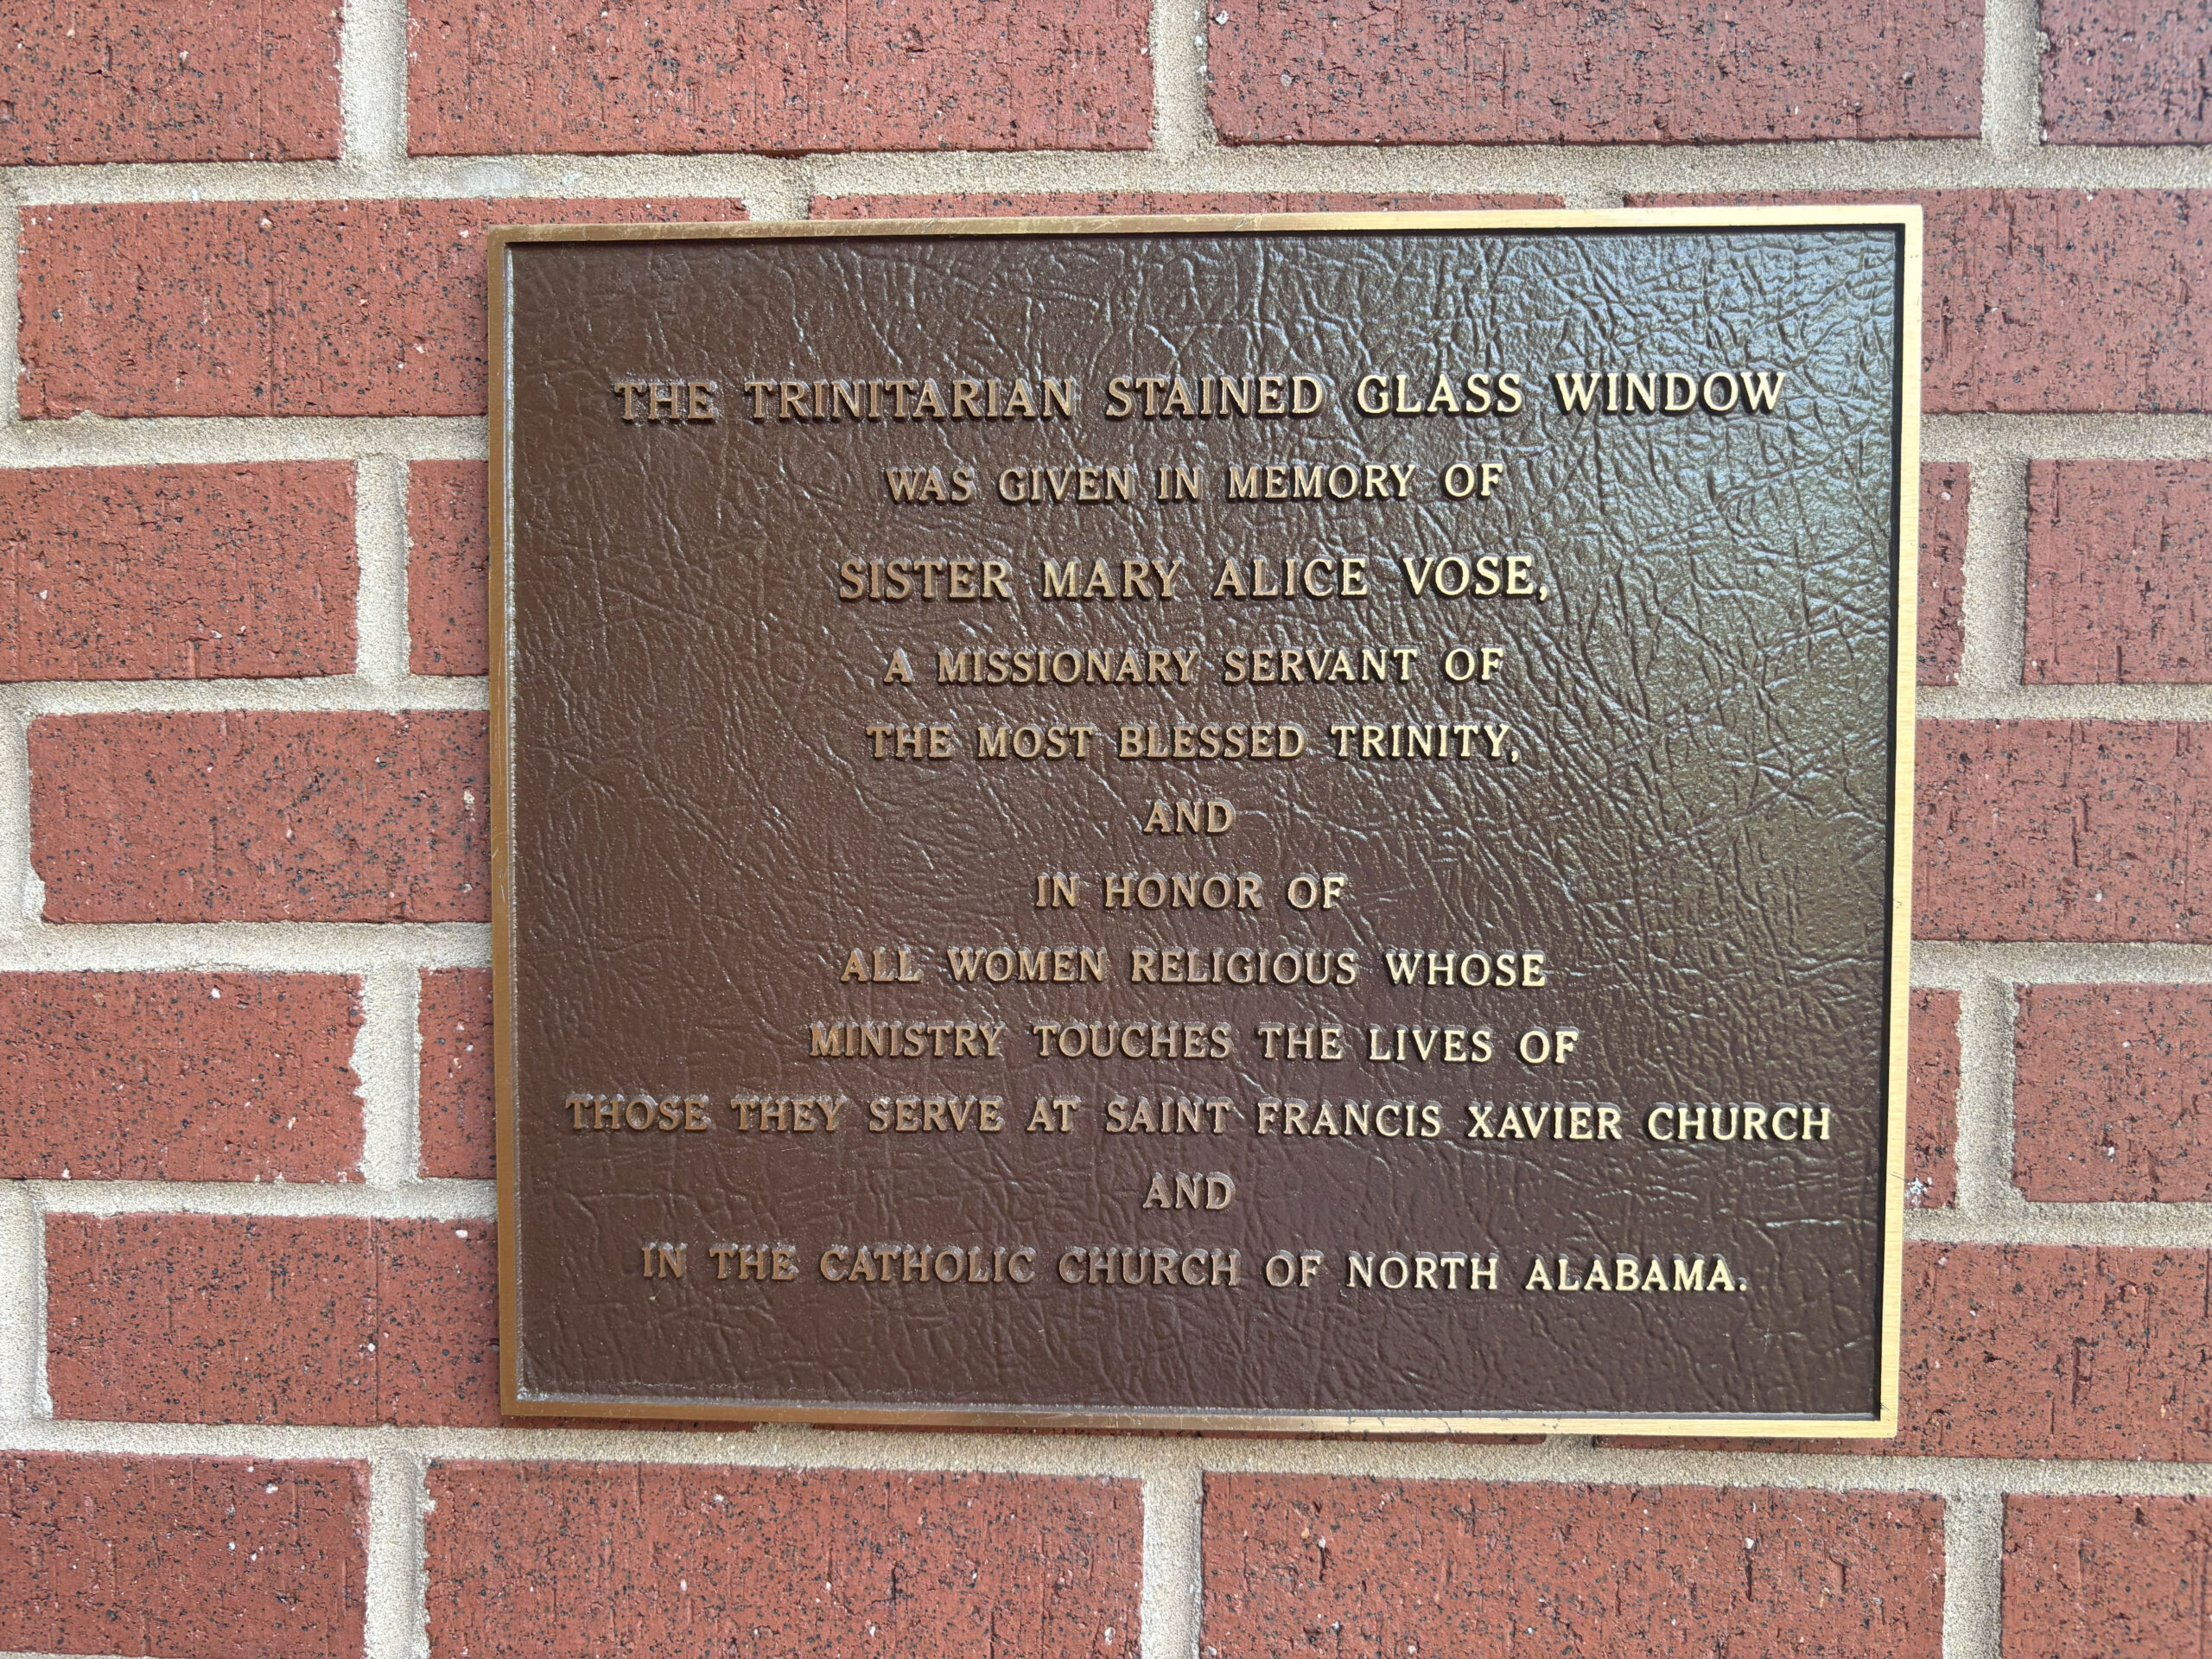 THE TRINITARIAN STAINED GLASS WINDOW
WAS GIVEN IN MEMORY OF
SISTER MARY ALICE VOSE,
A MISSIONARY SERVANT OF
THE MOST BLESSED TRINITY,
AND
IN HONOR OF
ALL WOMEN RELIGIOUS WHOSE
MINISTRY TOUCHES THE LIVES OF
THOSE THEY SERVE AT SAINT FRANCIS XAVIER CHURCH
AND
IN THE CATHOLIC CHURCH OF NORTH ALABAMA.